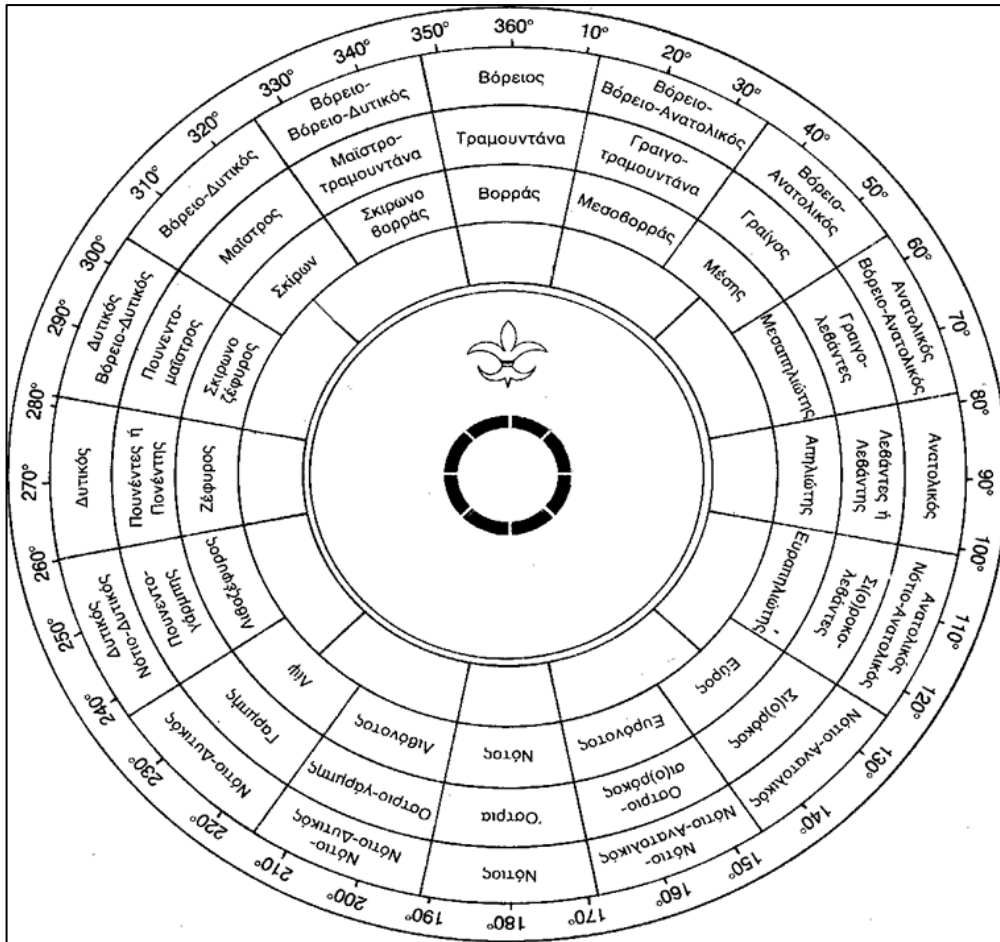 360°
10°
20°
30°
40°
50°
60°
70°
80°
90°
100°
110°
120°
130°
140°
150°
160°
170°
180°
190°
200°
210°
220°
230°
240°
250°
260°
270°
280°
290°
300°
310°
320°
330°
340°
350°
Βόρειος
Τραμουντάνα
Βορράς
Βόρειο-
Βόρειο-Ανατολικός
Γραιγο-
τραμουντάνα
Μεσοβορράς
Βόρειο-
Ανατολικός
Γραίγος
Μέσης
Ανατολικός
Βόρειο-Ανατολικός
Γραιγο-
λεβάντες
Μεσαπηλιώτης
Ανατολικός
Λεβάντες ή
Λεβάντης
Απηλιώτης
Ανατολικός
Νότιο-Ανατολικός
Σι(ο)ροκο-
λεβάντες
Ευραπηλιώτης
Νότιο-Ανατολικός
Σι(ο)ρόκος
Εὗρος
Νότιο-
Νότιο-Ανατολικός
Οστριο-
σι(ο)ρόκος
Ευρόνοτος
Νότιος
Όστρια
Νότος
Νότιο-
Νότιο-Δυτικός
Οστριο-γάρμπης
Λιβόνοτος
Νότιο-Δυτικός
Γαρμπής
Λιψ
Δυτικός
Νότιο-Δυτικός
Πουνεντο-
γάρμπης
Λιβοζέφυρος
Δυτικός
Πουνέντες ή
Πονέντης
Ζέφυρος
Δυτικός
Βόρειο-Δυτικός
Πουνεντο-
μαΐστρος
Σκιρωνο
ζέφυρος
Βόρειο-Δυτικός
Μαΐστρος
Σκίρων
Βόρειο-
Βόρειο-Δυτικός
Μαΐστρο-
τραμουντάνα
Σκιρωνο
βορράς